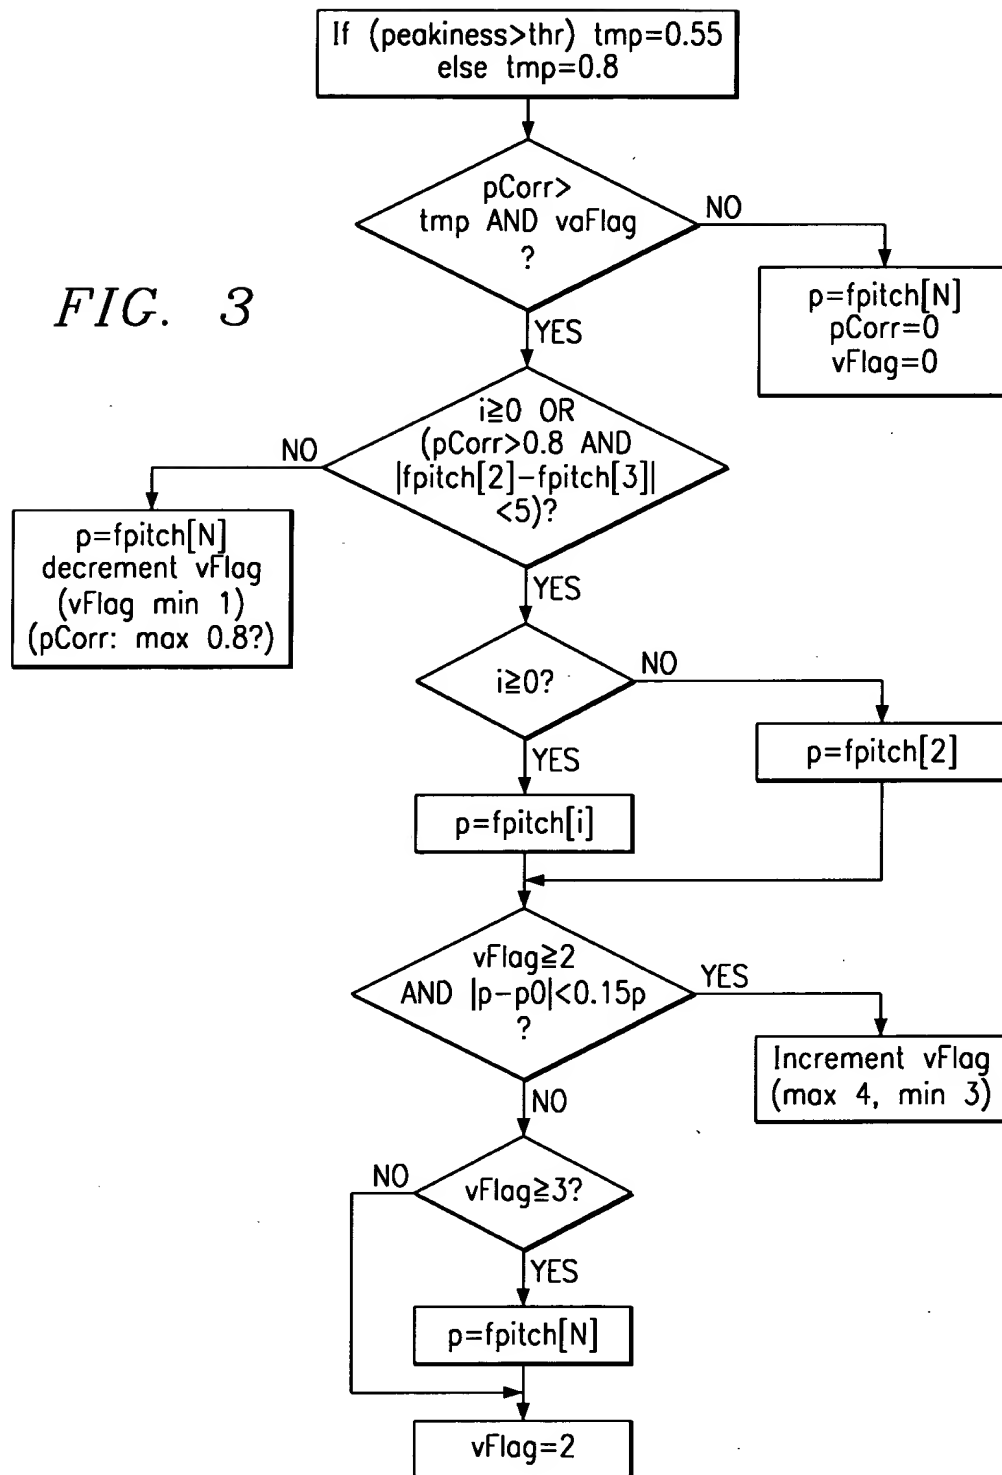 If (peakiness>thr) tmp=0.55
else tmp=0.8
pCorr>
tmp AND vaFlag
?
NO
p=fpitch[N]
pCorr=0
vFlag=0
FIG. 3
YES
i≧0 OR
(pCorr>0.8 AND
|fpitch[2]-fpitch[3]|
<5)?
NO
p=fpitch[N]
decrement vFlag
(vFlag min 1)
(pCorr: max 0.8?)
YES
i≧0?
NO
p=fpitch[2]
YES
p=fpitch[i]
vFlag≧2
AND |p-p0|<0.15p
?
YES
Increment vFlag
(max 4, min 3)
NO
vFlag≧3?
NO
YES
p=fpitch[N]
vFlag=2